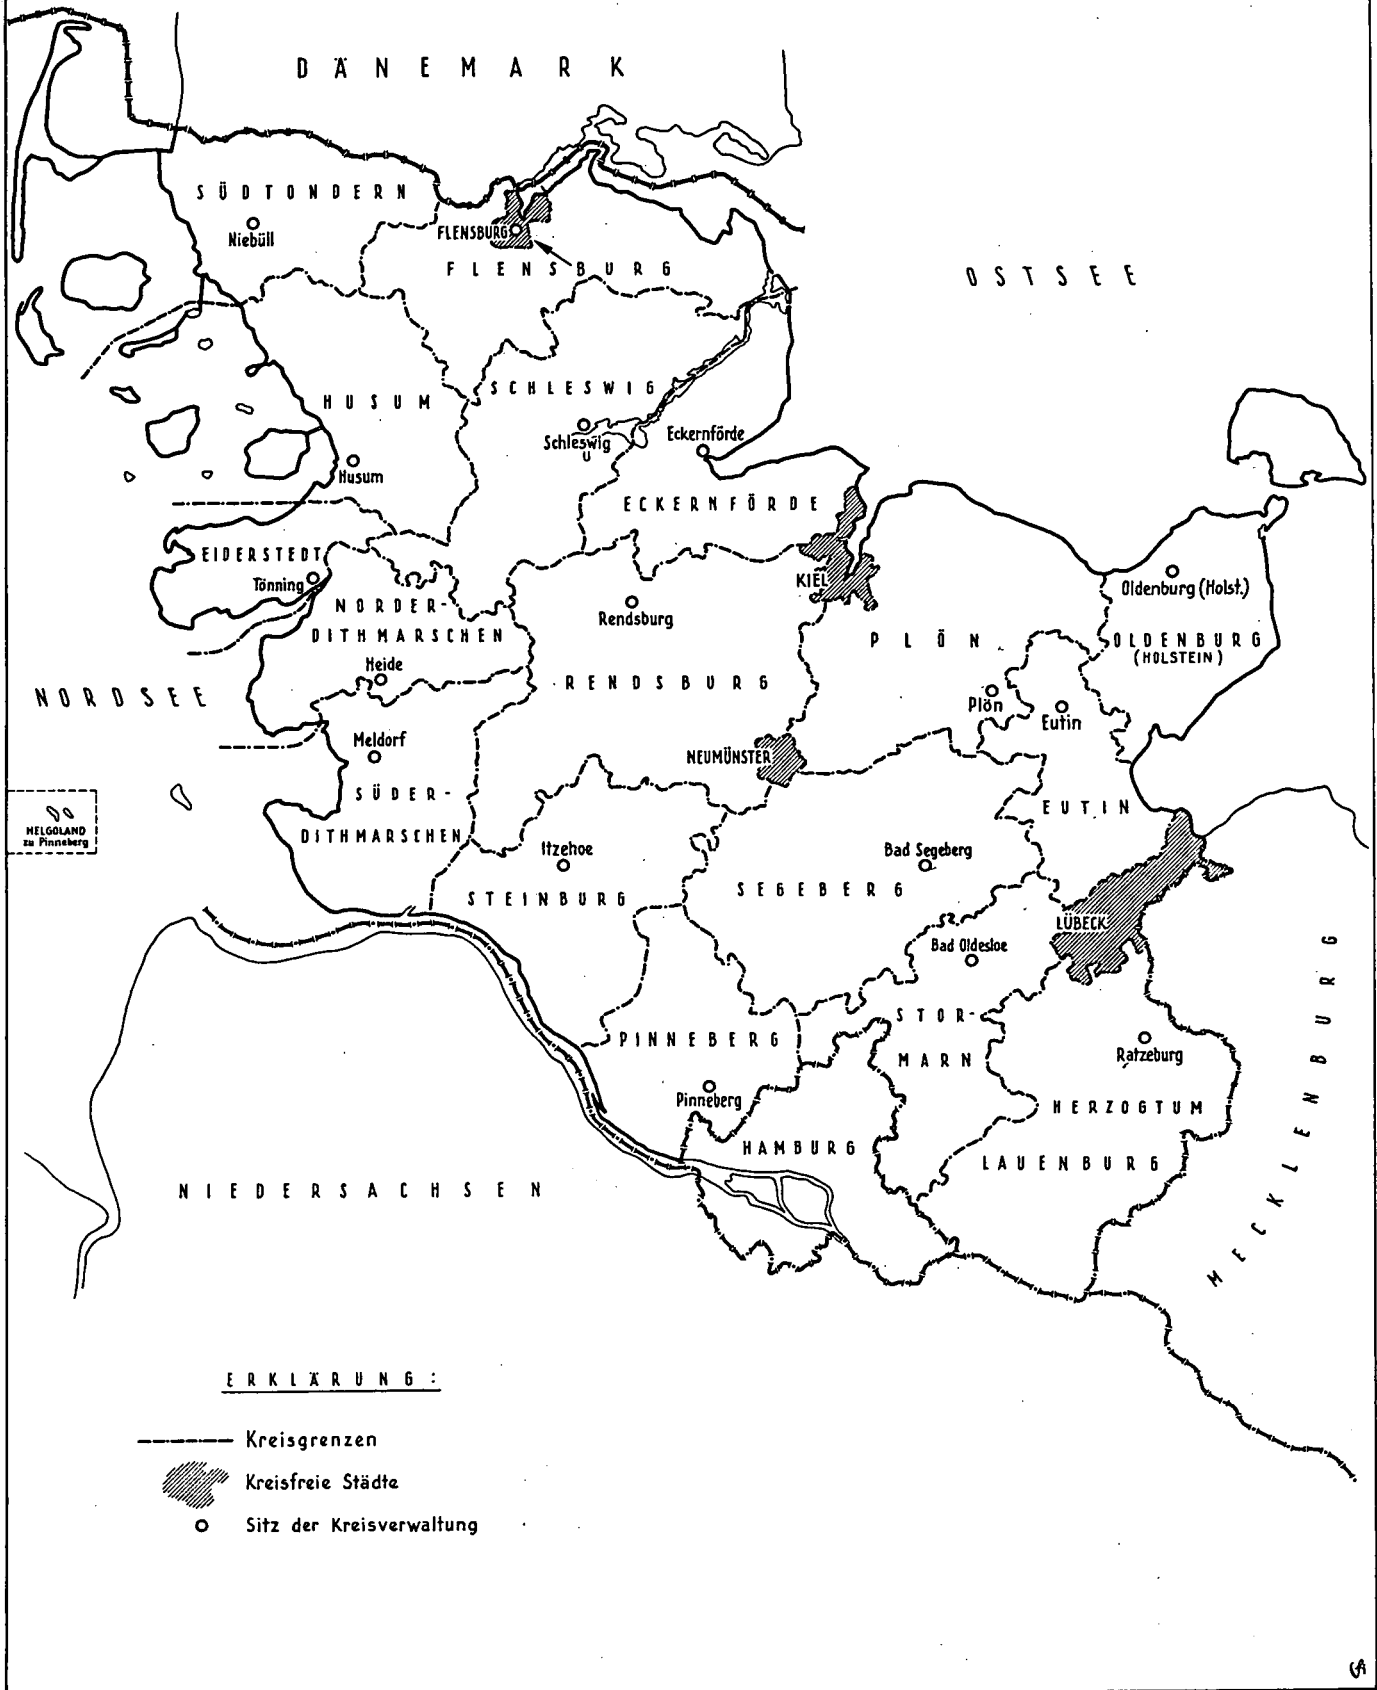 DÄNEMARK
SÜDTONDERN
Niebüll
FLENSBURG
FLENSBURG
OSTSEE
SCHLESWIG
HUSUM
Schleswig
Eckernförde
Husum
ECKERNFÖRDE
EIDERSTEDT
Tönning
KIEL
Oldenburg (Holst.)
NORDER-
DITHMARSCHEN
Rendsburg
PLÖN
OLDENBURG
(HOLSTEIN)
Heide
RENDSBURG
NORDSEE
Plön
Eutin
Meldorf
NEUMÜNSTER
SÜDER-
DITHMARSCHEN
EUTIN
HELGOLAND
zu Pinneberg
Itzehoe
Bad Segeberg
STEINBURG
SEGEBERG
LÜBECK
Bad Oldesloe
STOR-
MARN
PINNEBERG
Ratzeburg
Pinneberg
HERZOGTUM
LAUENBURG
HAMBURG
MECKLENBURG
NIEDERSACHSEN
ERKLÄRUNG:
Kreisgrenzen
Kreisfreie Städte
Sitz der Kreisverwaltung